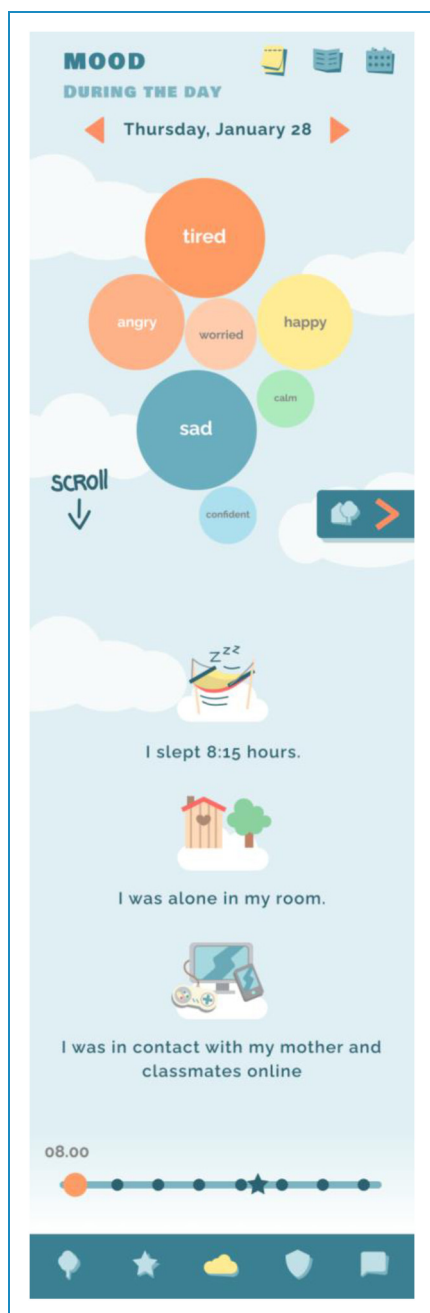 MOOD
DURING THE DAY
Thursday, January 28
tired
angry
worried
happy
calm
sad
SCROll
confident
zzz
I slept 8:15 hours.
I was alone in my room.
I was in contact with my mother and
classmates online
08.00